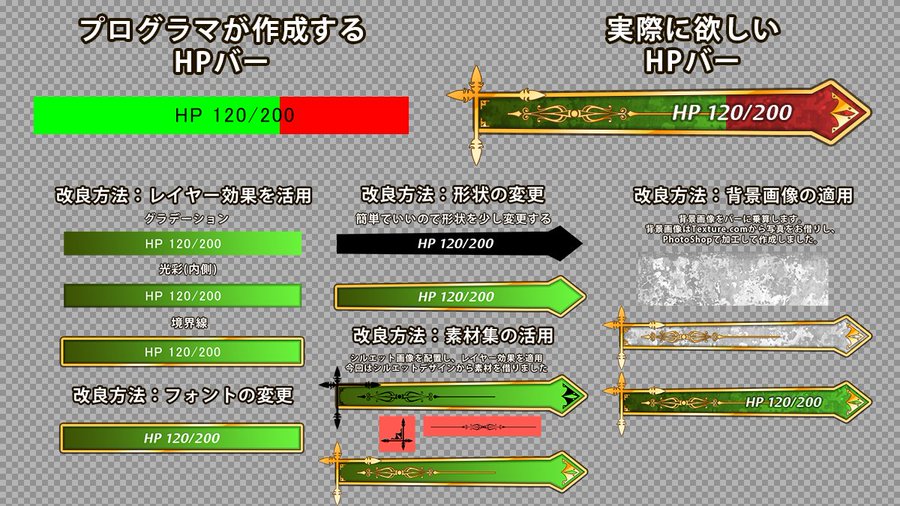 プログラマが作成する
HPバー
HP 120/200
実際に欲しい
HPバー
HP 120/200
改良方法：レイヤー効果を活用
グラデーション
HP 120/200
光彩(内側)
HP 120/200
境界線
HP 120/200
改良方法：フォントの変更
HP 120/200
改良方法：形状の変更
簡単でいいので形状を少し変更する
HP 120/200
HP 120/200
改良方法：素材集の活用
シルエット画像を配置し、レイヤー効果を適用
今回はシルエットデザインから素材を借りました
改良方法：背景画像の適用
背景画像をバーに乗算します。
背景画像はTexture.comから写真をお借りし、
PhotoShopで加工して作成しました。
HP 120/200